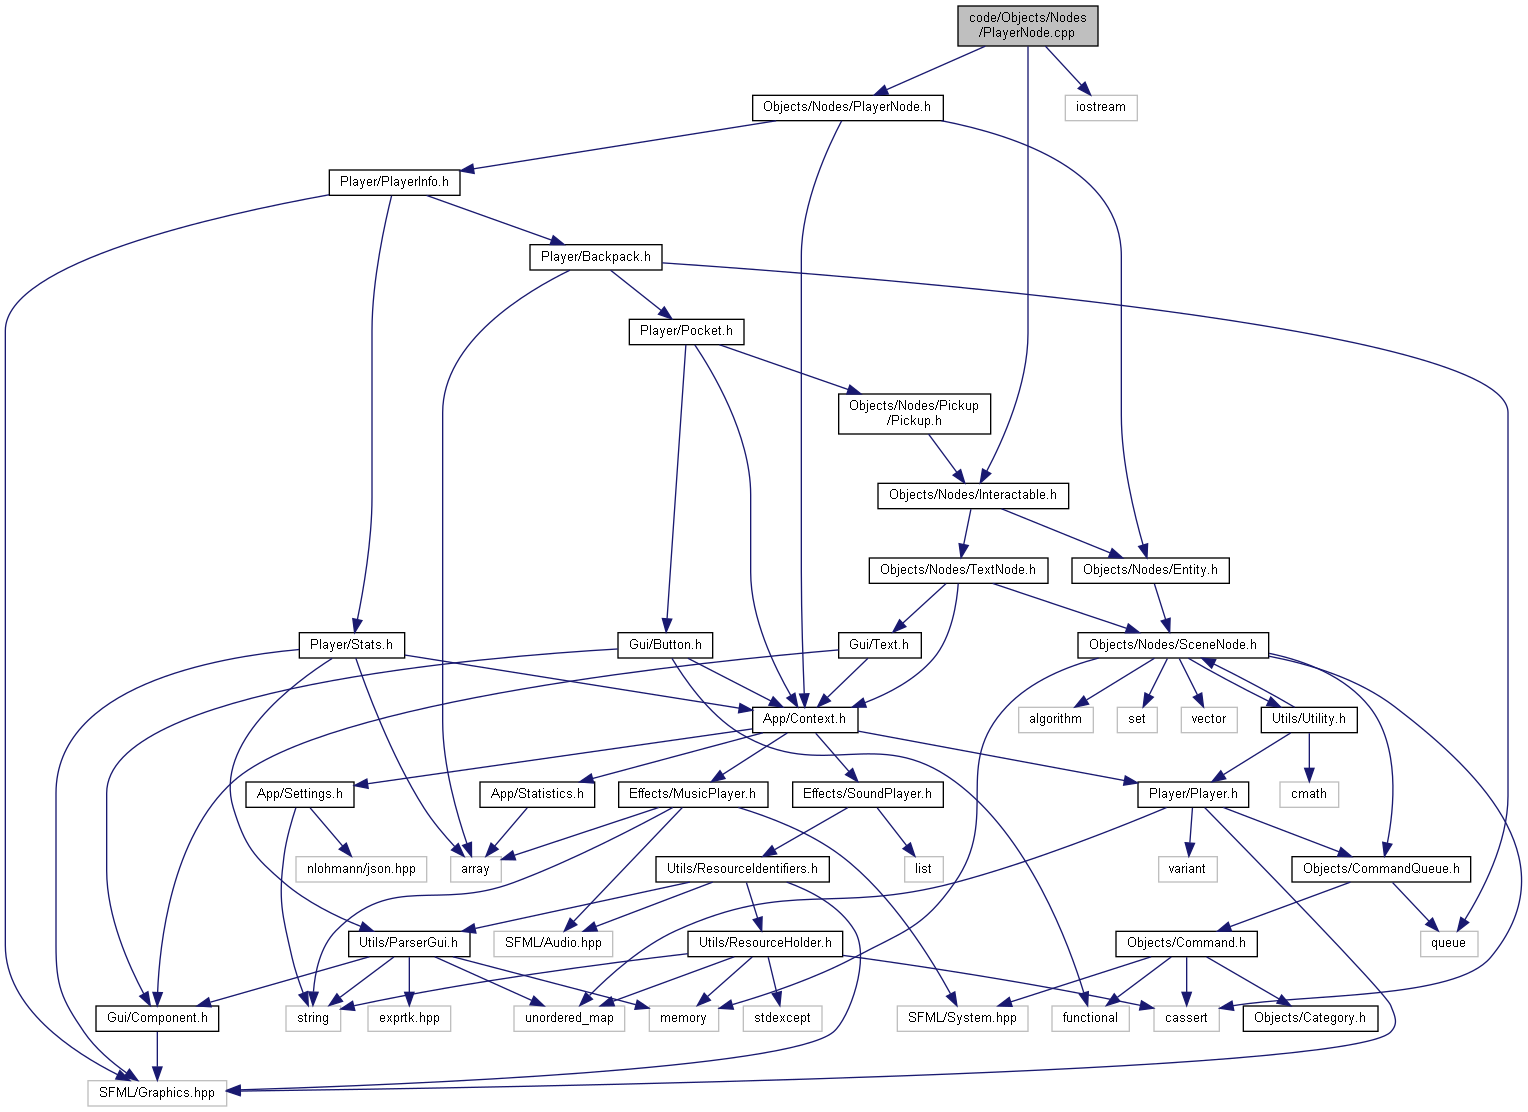 code/Objects/Nodes
/PlayerNode.cpp
Objects/Nodes/PlayerNode.h
iostream
Player/PlayerInfo.h
Player/Backpack.h
Player/Pocket.h
Objects/Nodes/Pickup
/Pickup.h
Objects/Nodes/Interactable.h
Objects/Nodes/TextNode.h
Objects/Nodes/Entity.h
Player/Stats.h
Gui/Button.h
Gui/Text.h
Objects/Nodes/SceneNode.h
App/Context.h
algorithm
set
vector
Utils/Utility.h
App/Settings.h
App/Statistics.h
Effects/MusicPlayer.h
Effects/SoundPlayer.h
Player/Player.h
cmath
nlohmann/json.hpp
array
Utils/ResourceIdentifiers.h
list
variant
Objects/CommandQueue.h
Utils/ParserGui.h
SFML/Audio.hpp
Utils/ResourceHolder.h
Objects/Command.h
queue
Gui/Component.h
string
exprtk.hpp
unordered_map
memory
stdexcept
SFML/System.hpp
functional
cassert
Objects/Category.h
SFML/Graphics.hpp